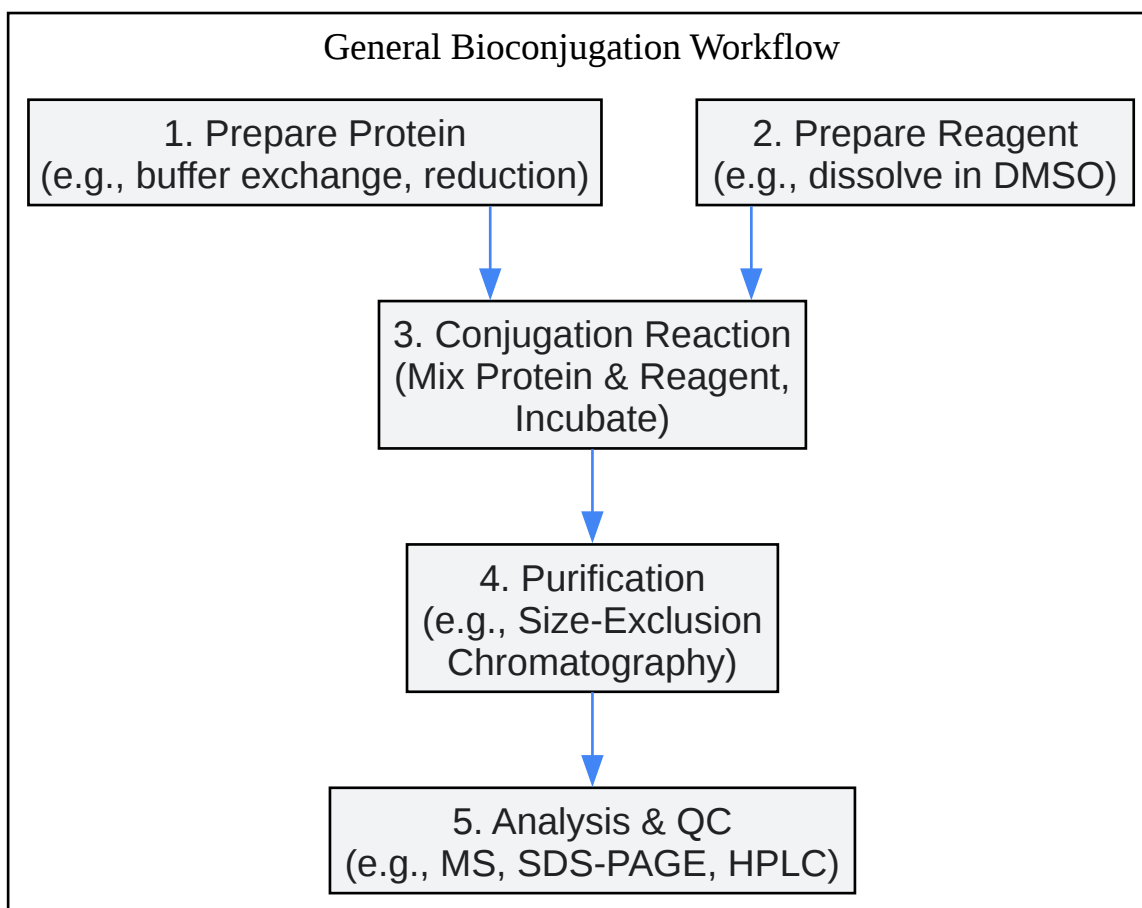 General Bioconjugation Workflow
1. Prepare Protein
(e.g., buffer exchange, reduction)
2. Prepare Reagent
(e.g., dissolve in DMSO)
3. Conjugation Reaction
(Mix Protein & Reagent,
Incubate)
4. Purification
(e.g., Size-Exclusion
Chromatography)
5. Analysis & QC
(e.g., MS, SDS-PAGE, HPLC)